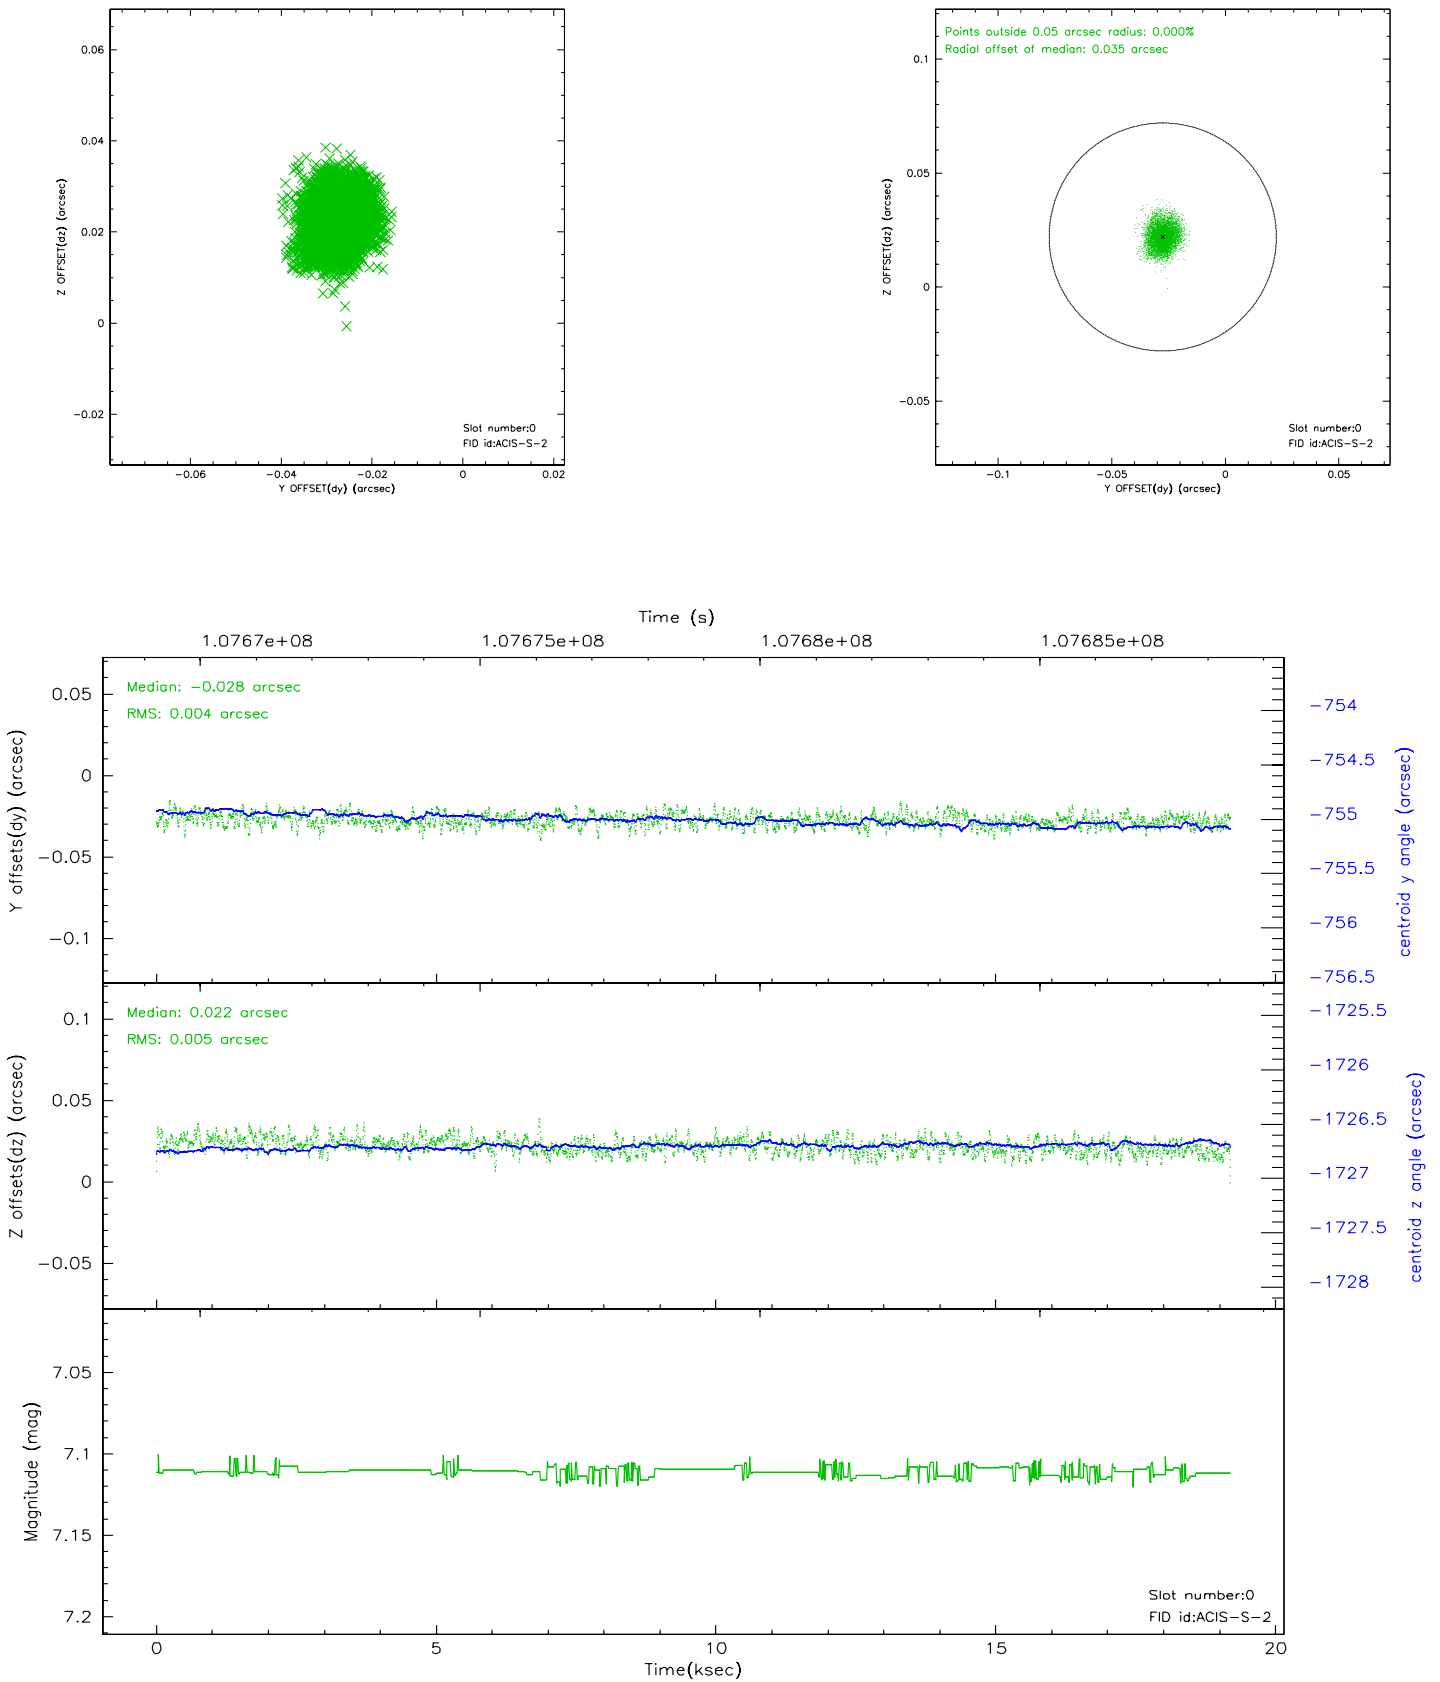 0.06
0.04
0.02
0
−0.02
Z OFFSET(dz) (arcsec)
Slot number:0
FID id:ACIS−S−2
−0.06
−0.04
−0.02
0
0.02
Y OFFSET(dy) (arcsec)
Points outside 0.05 arcsec radius: 0.000%
Radial offset of median: 0.035 arcsec
0.1
0.05
0
−0.05
Z OFFSET(dz) (arcsec)
Slot number:0
FID id:ACIS−S−2
−0.1
−0.05
0
0.05
Y OFFSET(dy) (arcsec)
Time (s)
1.0767e+08
1.07675e+08
1.0768e+08
1.07685e+08
Median: −0.028 arcsec
RMS: 0.004 arcsec
0.05
0
−0.05
−0.1
Y offsets(dy) (arcsec)
−754
−754.5
−755
−755.5
−756
−756.5
centroid y angle (arcsec)
Median: 0.022 arcsec
RMS: 0.005 arcsec
0.1
0.05
0
−0.05
Z offsets(dz) (arcsec)
−1725.5
−1726
−1726.5
−1727
−1727.5
−1728
centroid z angle (arcsec)
7.05
7.1
7.15
7.2
Magnitude (mag)
Slot number:0
FID id:ACIS−S−2
0
5
10
15
20
Time(ksec)